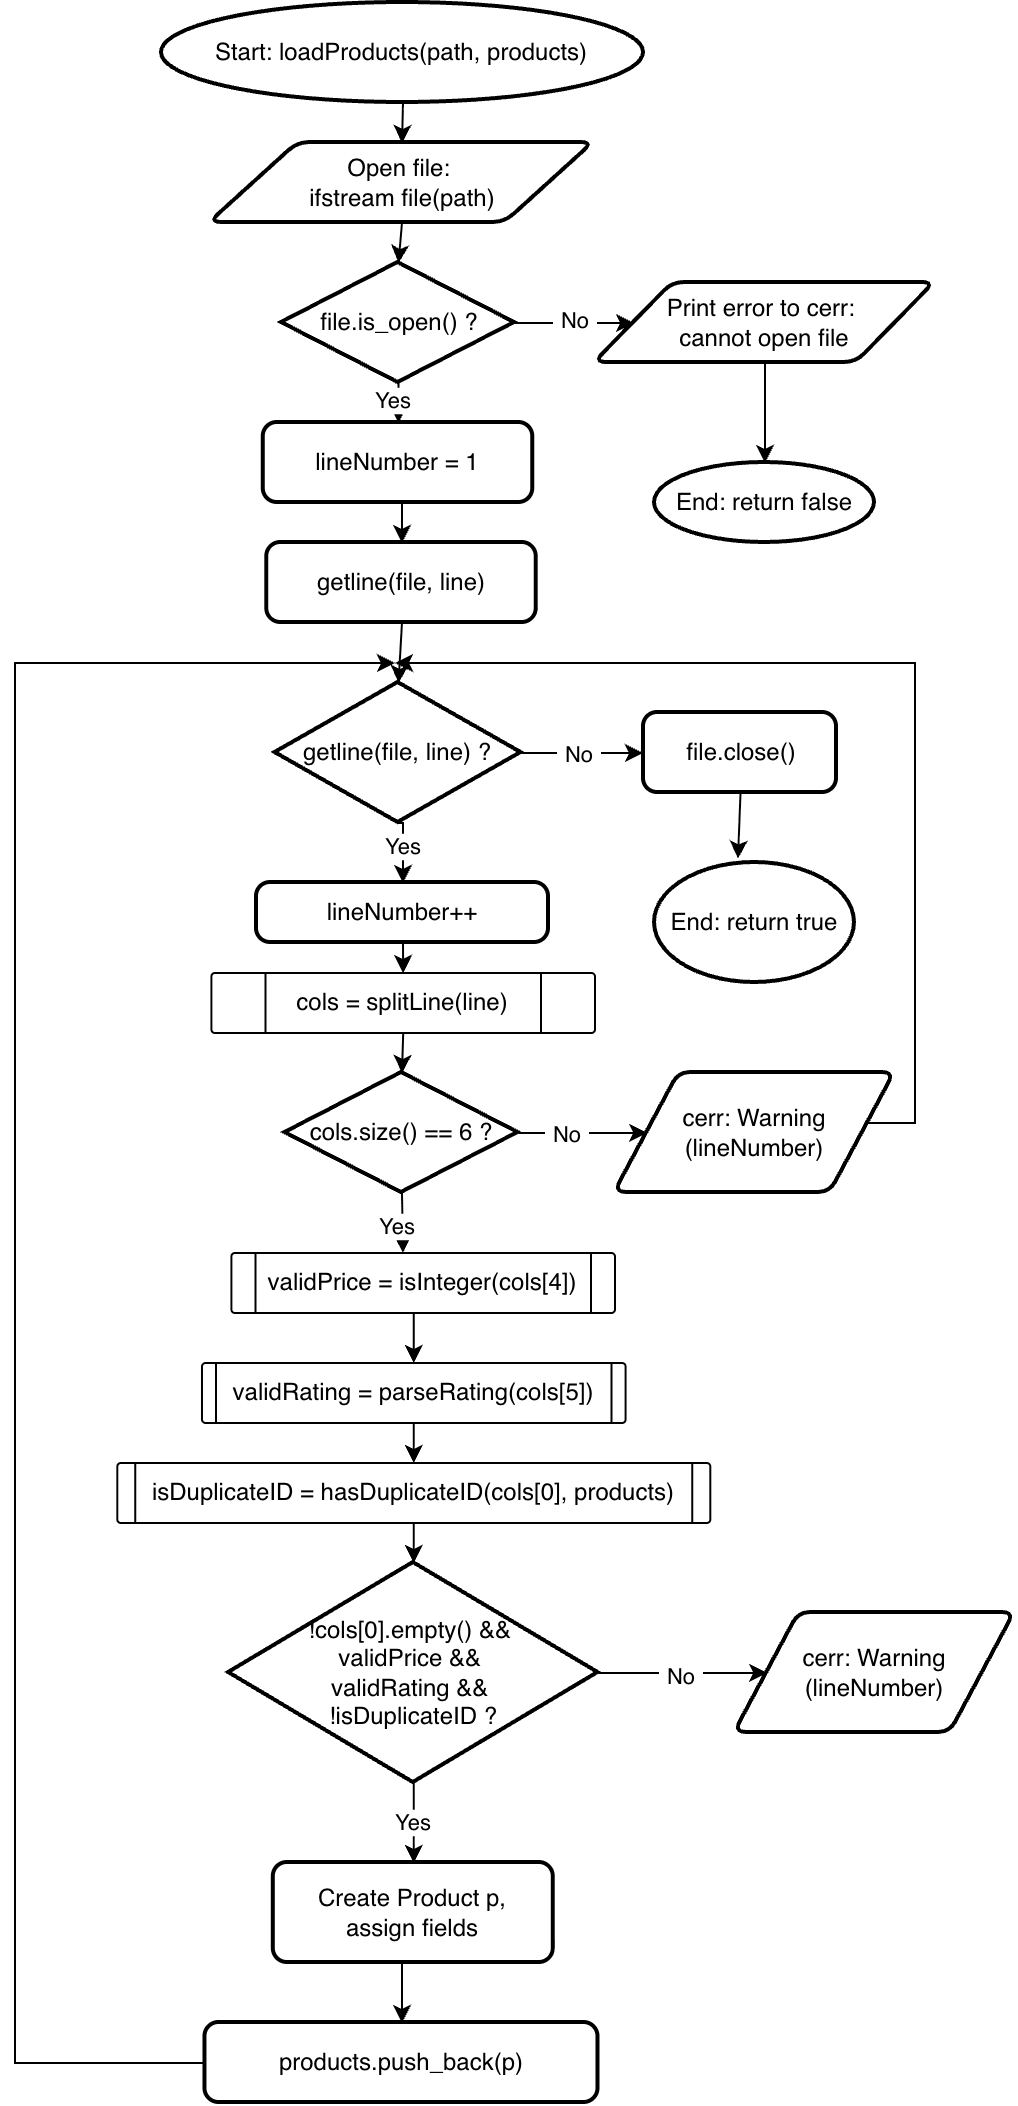 Start: loadProducts(path, products)
Open file:
ifstream file(path)
file.is_open() ?
No
Print error to cerr:
cannot open file
Yes
lineNumber = 1
End: return false
getline(file, line)
getline(file, line) ?
No
file.close()
Yes
lineNumber++
End: return true
cols = splitLine(line)
cols.size() == 6 ?
No
cerr: Warning
(lineNumber)
Yes
validPrice = isInteger(cols[4])
validRating = parseRating(cols[5])
isDuplicateID = hasDuplicateID(cols[0], products)
!cols[0].empty() &&
validPrice &&
validRating &&
!isDuplicateID ?
No
cerr: Warning
(lineNumber)
Yes
Create Product p,
assign fields
products.push_back(p)